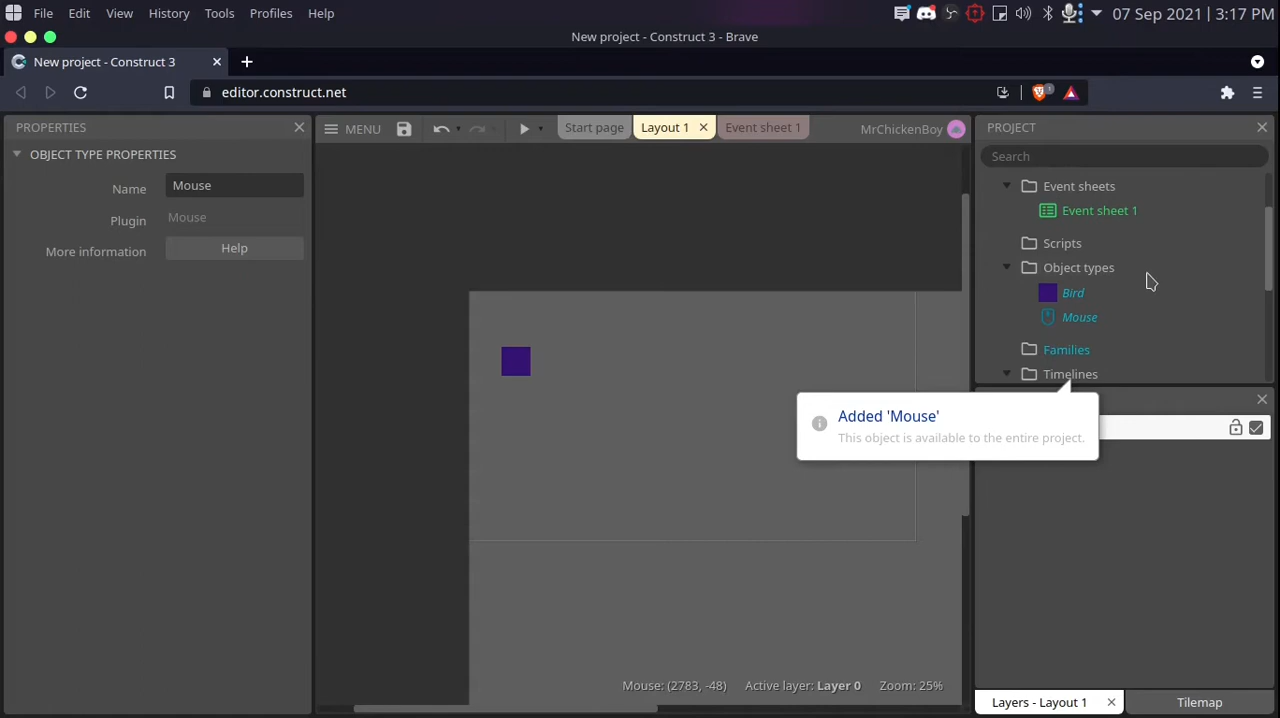 File Edit View History Tools Profiles Help 07 Sep 2021 | 3:17 PM
New project - Construct 3 - Brave
New project - Construct 3
editor.construct.net
PROPERTIES
OBJECT TYPE PROPERTIES
Name Mouse
Plugin Mouse
More information Help
MENU Start page Layout 1 Event sheet 1 MrChickenBoy
Added 'Mouse'
This object is available to the entire project.
Mouse: (2783, -48) Active layer: Layer 0 Zoom: 25%
PROJECT
Search
Event sheets
Event sheet 1
Scripts
Object types
Bird
Mouse
Families
Timelines
Layers - Layout 1 Tilemap